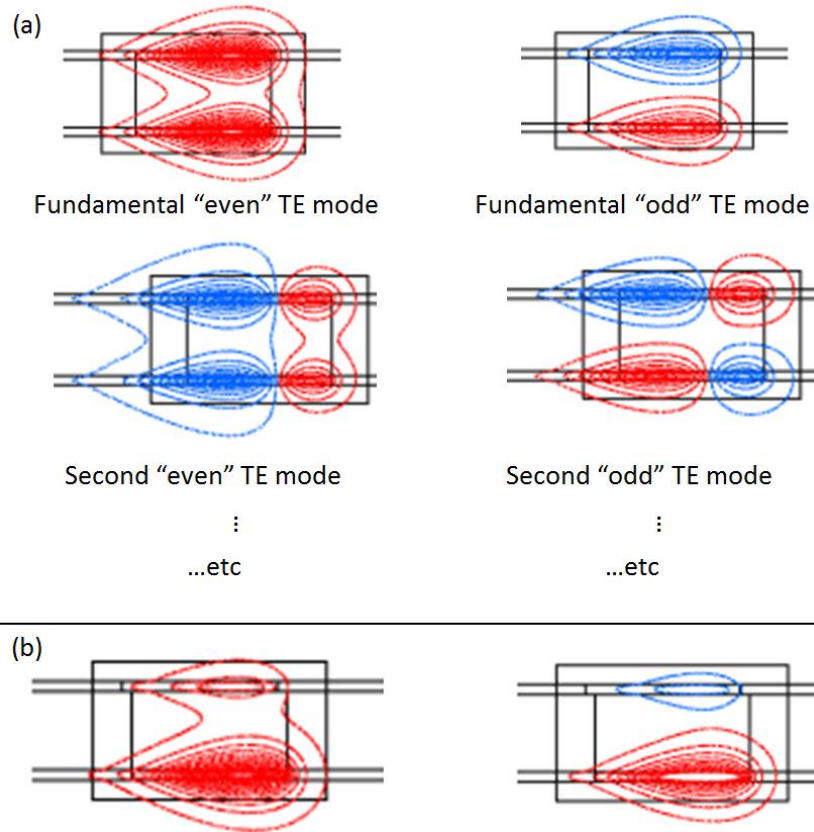 (a)
Fundamental “even” TE mode
Fundamental “odd” TE mode
Second “even” TE mode
Second “odd” TE mode
⋮
⋮
...etc
...etc
(b)